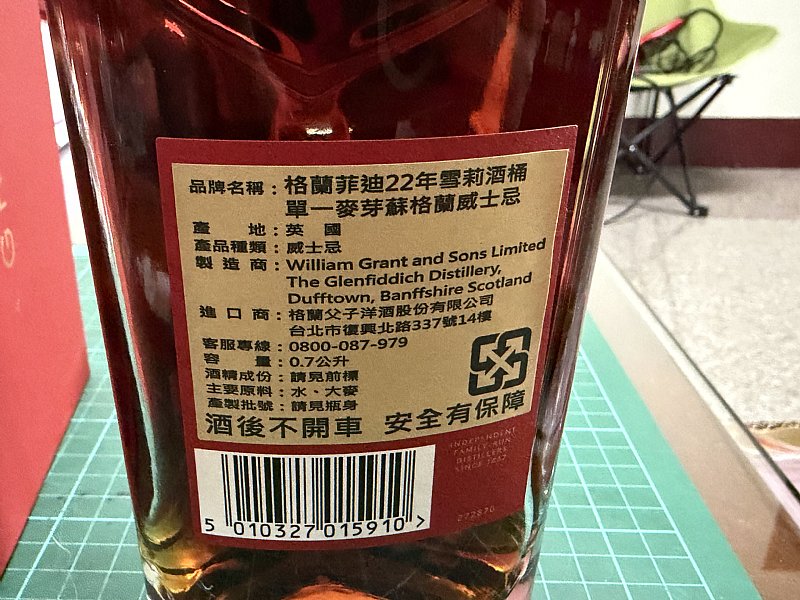 品牌名稱：格蘭菲迪22年雪莉酒桶
單一麥芽蘇格蘭威士忌
產　地：英　國
產品種類：威士忌
製 造 商：William Grant and Sons Limited
The Glenfiddich Distillery,
Dufftown, Banffshire Scotland
進 口 商：格蘭父子洋酒股份有限公司
台北市復興北路337號14樓
客服專線：0800-087-979
容　量：0.7公升
酒精成份：請見前標
主要原料：水、大麥
產製批號：請見瓶身
酒後不開車 安全有保障
INDEPENDENT
FAMILY-RUN
DISTILLERS
SINCE 1887
272876
5 010327 015910 >